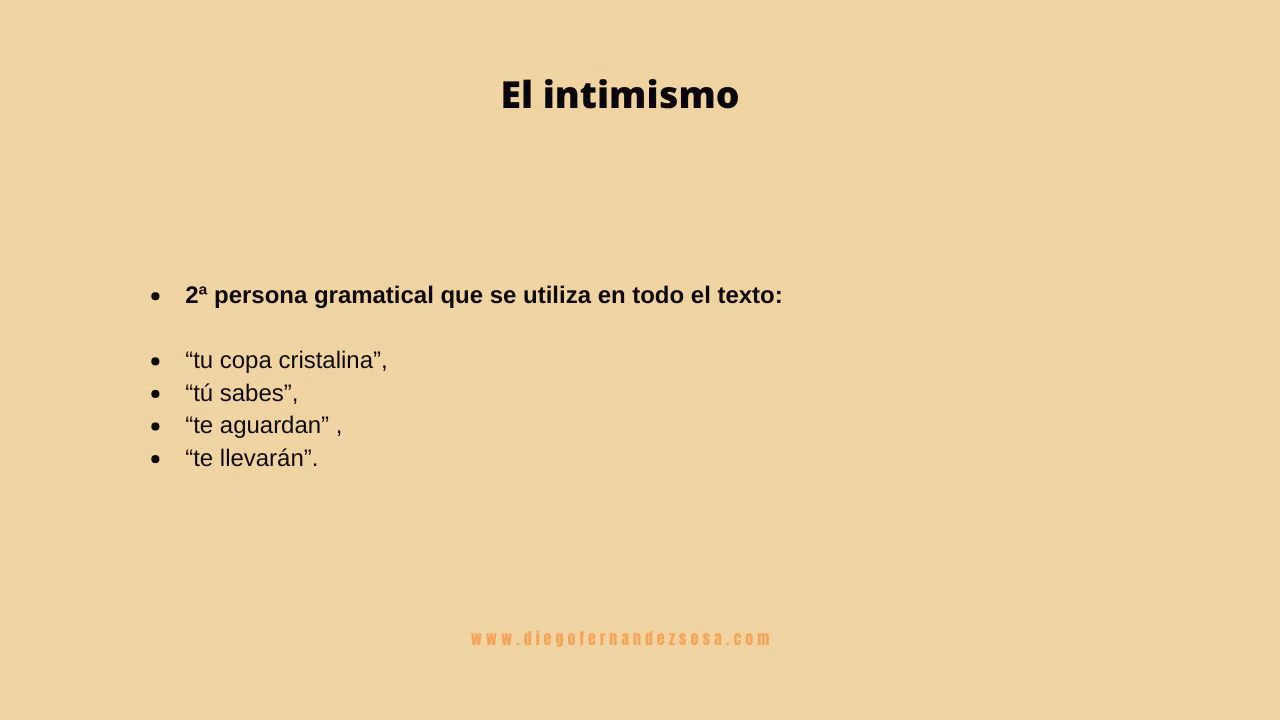 El intimismo
• 2ª persona gramatical que se utiliza en todo el texto:
• “tu copa cristalina”,
• “tú sabes”,
• “te aguardan” ,
• “te llevarán”.
www.diegofernandezsosa.com